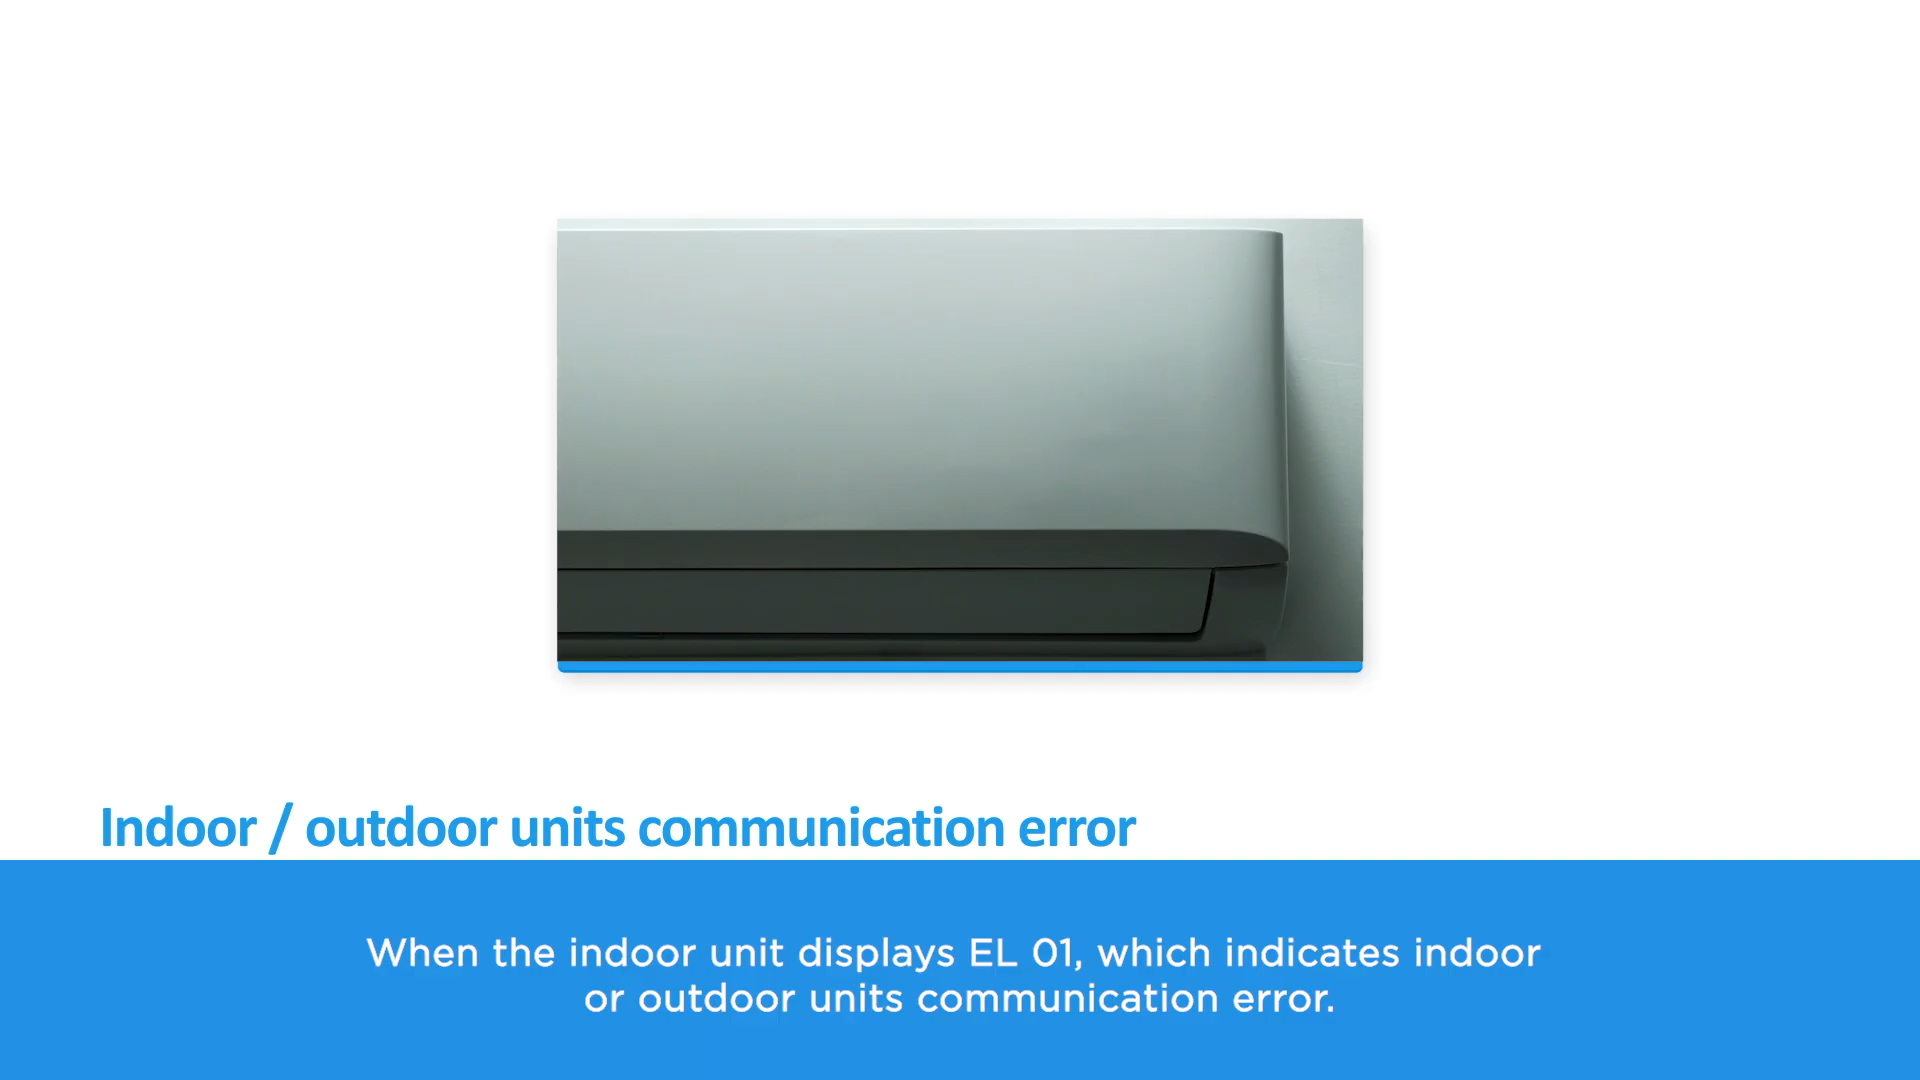 Indoor / outdoor units communication error
When the indoor unit displays EL 01, which indicates indoor
or outdoor units communication error.